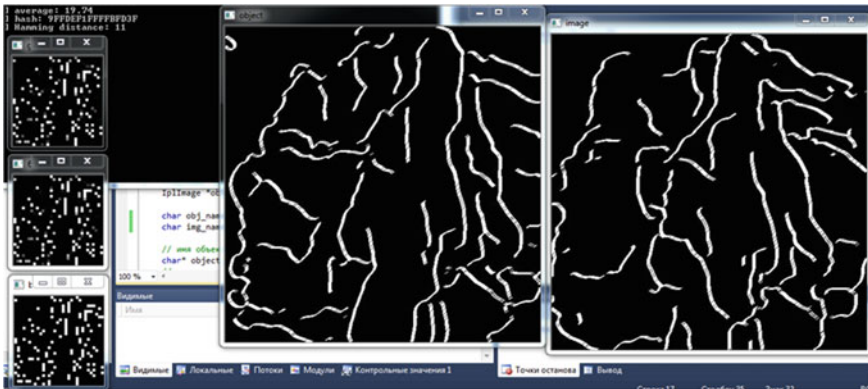 ] average: 19.74
] hash: 9FFDEF1FFFFBFD3F
] Hamming distance: 11
object
image
IplImage *ob
char obj_nam
char img_nam
// имя объек
char* object
//
100 %
Видимые
Имя
Видимые Локальные Потоки Модули Контрольные значения 1
Точки останова Вывод